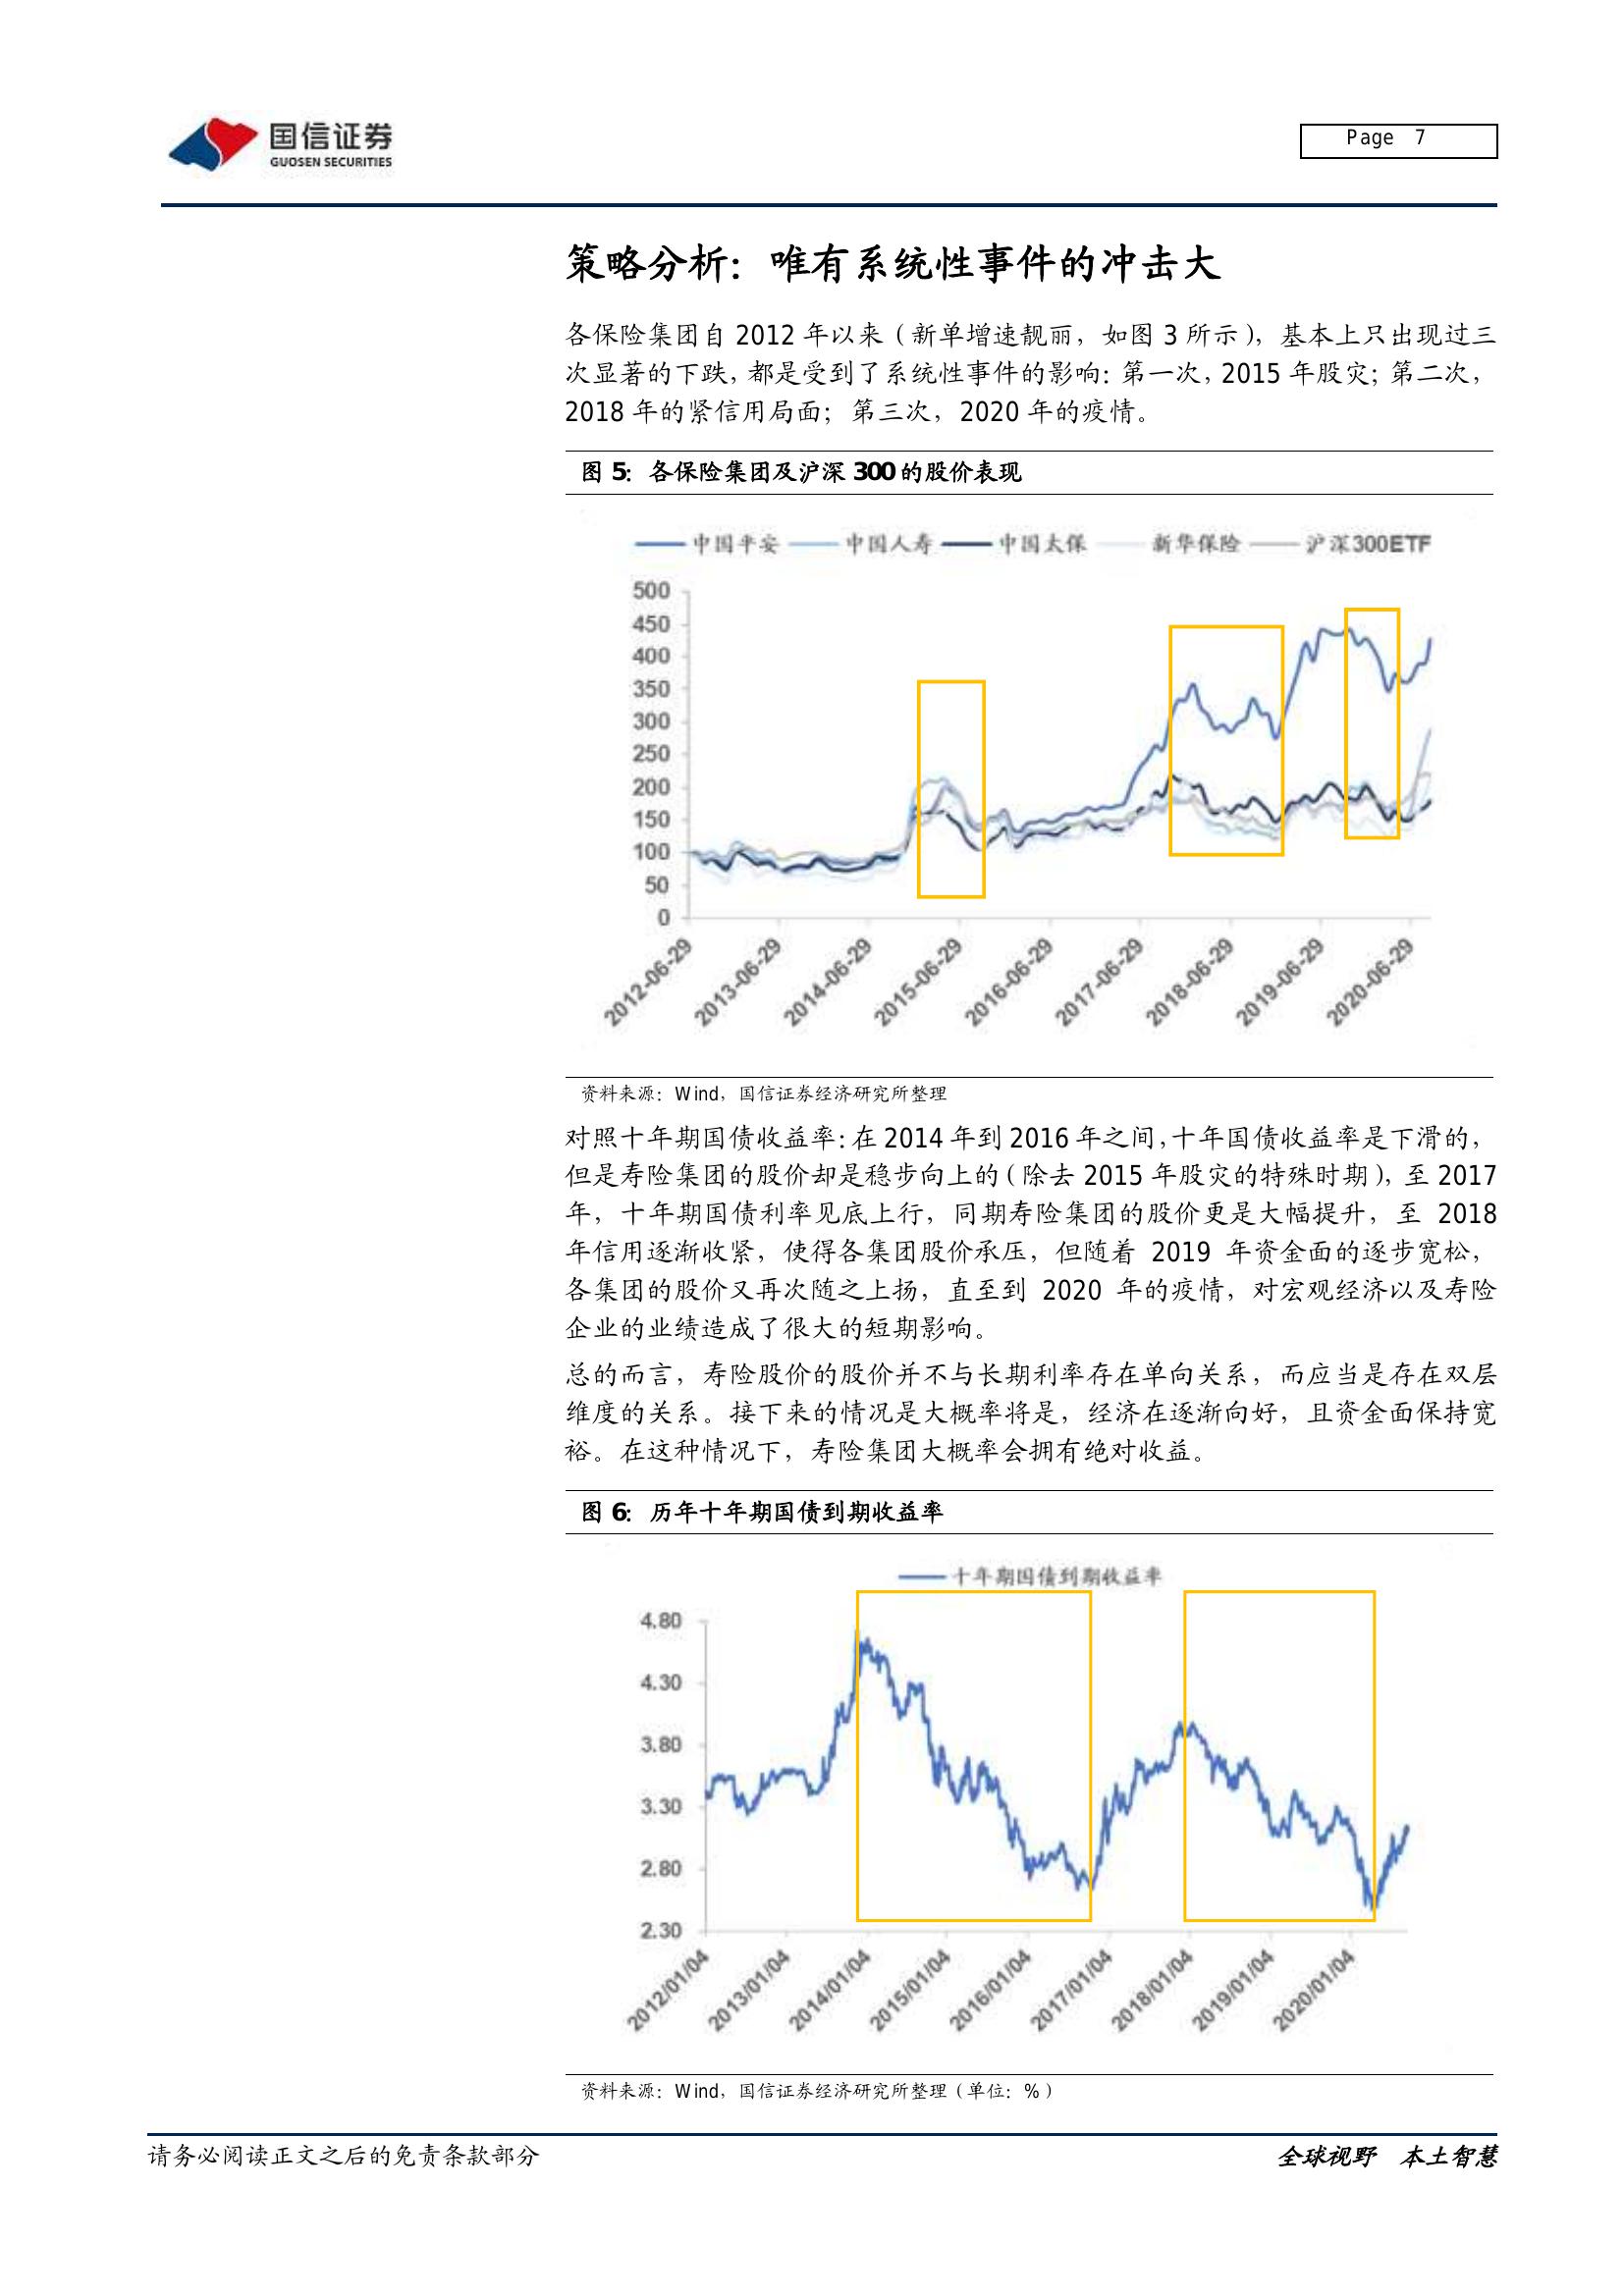 国信证券
GUOSEN SECURITIES
Page 7
策略分析：唯有系统性事件的冲击大
各保险集团自 2012 年以来（新单增速靓丽，如图 3 所示），基本上只出现过三
次显著的下跌，都是受到了系统性事件的影响：第一次，2015 年股灾；第二次，
2018 年的紧信用局面；第三次，2020 年的疫情。
图 5：各保险集团及沪深 300 的股价表现
中国平安 中国人寿 中国太保 新华保险 沪深300ETF
500
450
400
350
300
250
200
150
100
50
0
2012-06-29
2013-06-29
2014-06-29
2015-06-29
2016-06-29
2017-06-29
2018-06-29
2019-06-29
2020-06-29
资料来源：Wind，国信证券经济研究所整理
对照十年期国债收益率：在 2014 年到 2016 年之间，十年国债收益率是下滑的，
但是寿险集团的股价却是稳步向上的（除去 2015 年股灾的特殊时期），至 2017
年，十年期国债利率见底上行，同期寿险集团的股价更是大幅提升，至 2018
年信用逐渐收紧，使得各集团股价承压，但随着 2019 年资金面的逐步宽松，
各集团的股价又再次随之上扬，直至到 2020 年的疫情，对宏观经济以及寿险
企业的业绩造成了很大的短期影响。
总的而言，寿险股价的股价并不与长期利率存在单向关系，而应当是存在双层
维度的关系。接下来的情况是大概率将是，经济在逐渐向好，且资金面保持宽
裕。在这种情况下，寿险集团大概率会拥有绝对收益。
图 6：历年十年期国债到期收益率
十年期国债到期收益率
4.80
4.30
3.80
3.30
2.80
2.30
2012/01/04
2013/01/04
2014/01/04
2015/01/04
2016/01/04
2017/01/04
2018/01/04
2019/01/04
2020/01/04
资料来源：Wind，国信证券经济研究所整理（单位：%）
请务必阅读正文之后的免责条款部分
全球视野 本土智慧